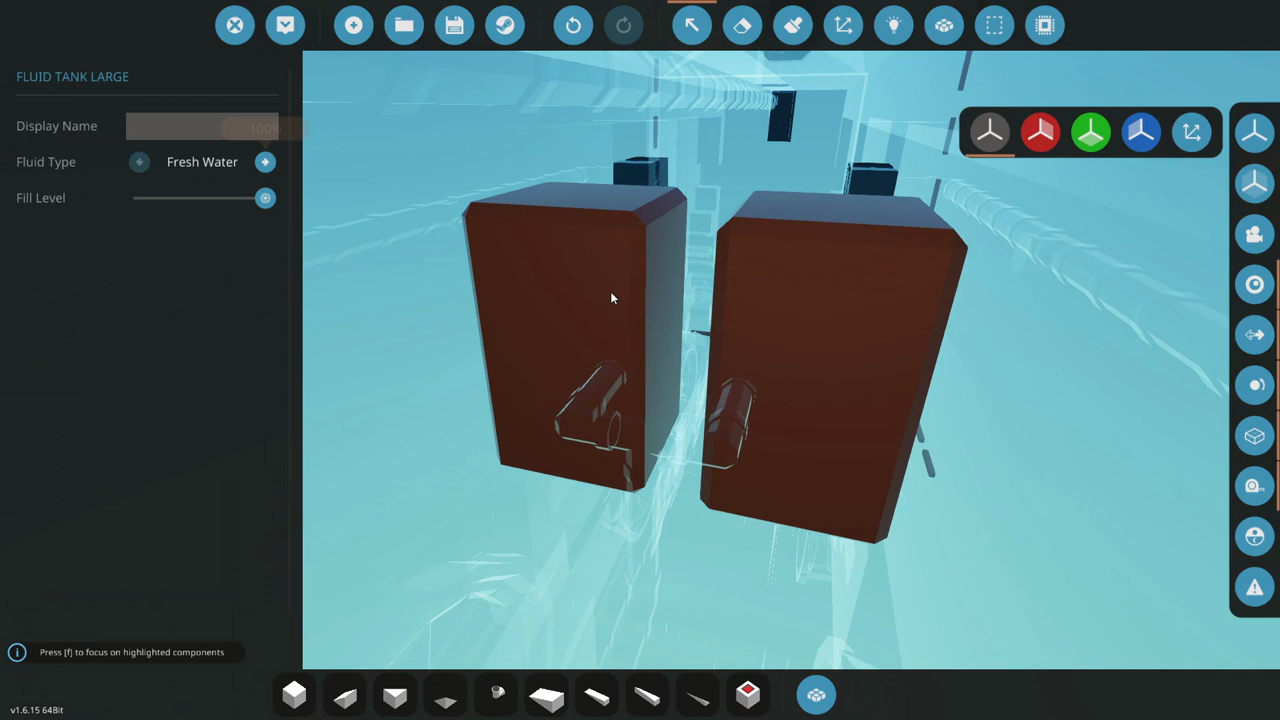 FLUID TANK LARGE
Display Name
100%
Fluid Type
Fresh Water
Fill Level
Press [f] to focus on highlighted components
v1.6.15 64Bit